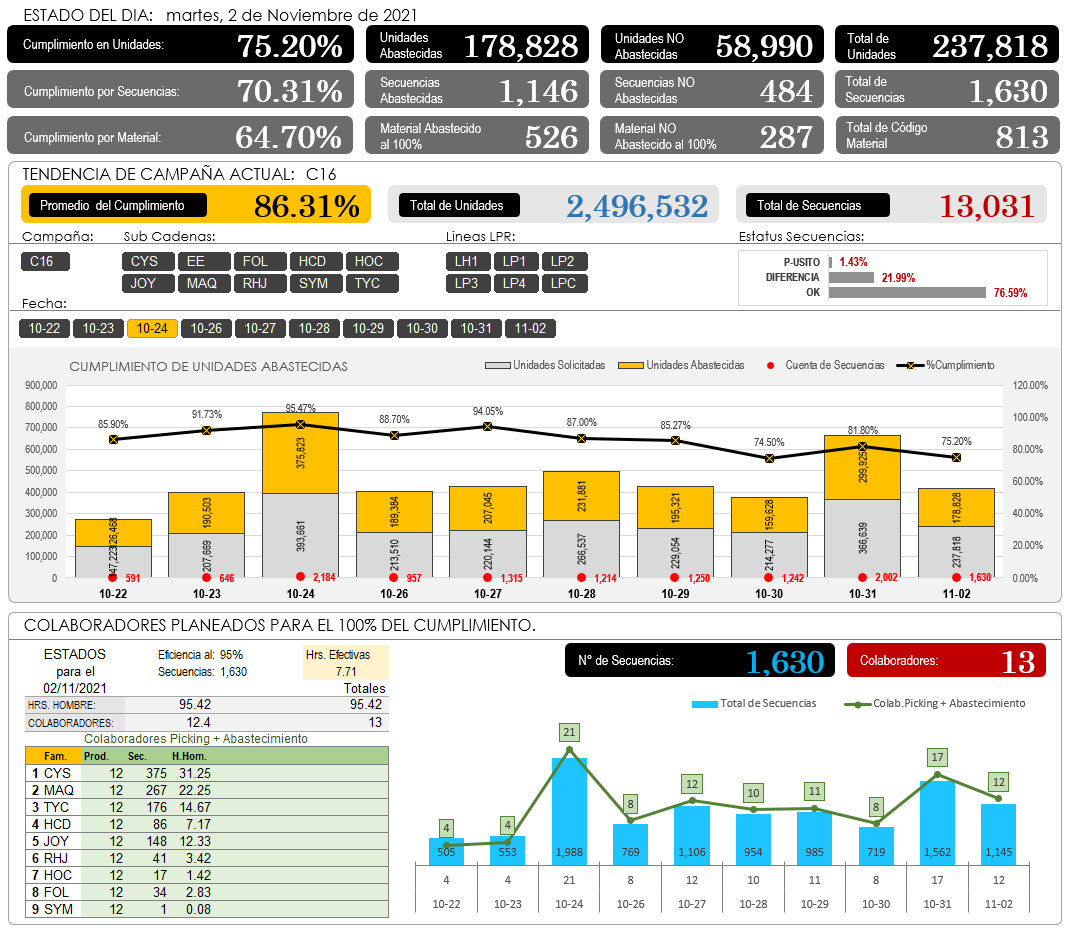 ESTADO DEL DIA: martes, 2 de Noviembre de 2021
Cumplimiento en Unidades: 75.20%
Unidades Abastecidas 178,828
Unidades NO Abastecidas 58,990
Total de Unidades 237,818
Cumplimiento por Secuencias: 70.31%
Secuencias Abastecidas 1,146
Secuencias NO Abastecidas 484
Total de Secuencias 1,630
Cumplimiento por Material: 64.70%
Material Abastecido al 100% 526
Material NO Abastecido al 100% 287
Total de Código Material 813
TENDENCIA DE CAMPAÑA ACTUAL: C16
Promedio del Cumplimiento 86.31%
Total de Unidades 2,496,532
Total de Secuencias 13,031
Campaña: Sub Cadenas: Lineas LPR: Estatus Secuencias:
C16 CYS EE FOL HCD HOC LH1 LP1 LP2
JOY MAQ RHJ SYM TYC LP3 LP4 LPC
P-USITO 1.43%
DIFERENCIA 21.99%
OK 76.59%
Fecha:
10-22 10-23 10-24 10-26 10-27 10-28 10-29 10-30 10-31 11-02
CUMPLIMIENTO DE UNIDADES ABASTECIDAS
Unidades Solicitadas Unidades Abastecidas Cuenta de Secuencias %Cumplimiento
900,000
800,000
700,000
600,000
500,000
400,000
300,000
200,000
100,000
0
120.00%
100.00%
80.00%
60.00%
40.00%
20.00%
0.00%
85.90% 91.73% 95.47% 88.70% 94.05% 87.00% 85.27% 74.50% 81.80% 75.20%
126,468 190,503 375,823 189,384 207,045 231,881 195,321 159,628 299,925 178,828
147,223 207,669 393,661 213,510 220,144 266,537 229,054 214,277 366,639 237,818
591 646 2,184 957 1,315 1,214 1,250 1,242 2,002 1,630
10-22 10-23 10-24 10-26 10-27 10-28 10-29 10-30 10-31 11-02
COLABORADORES PLANEADOS PARA EL 100% DEL CUMPLIMIENTO.
ESTADOS
para el
02/11/2021
Eficiencia al: 95%
Secuencias: 1,630
Hrs. Efectivas
7.71
Totales
HRS. HOMBRE: 95.42 95.42
COLABORADORES: 12.4 13
Colaboradores Picking + Abastecimiento
Fam. Prod. Sec. H.Hom.
1 CYS 12 375 31.25
2 MAQ 12 267 22.25
3 TYC 12 176 14.67
4 HCD 12 86 7.17
5 JOY 12 148 12.33
6 RHJ 12 41 3.42
7 HOC 12 17 1.42
8 FOL 12 34 2.83
9 SYM 12 1 0.08
N° de Secuencias: 1,630
Colaboradores: 13
Total de Secuencias Colab.Picking + Abastecimiento
4 4 21 8 12 10 11 8 17 12
505 553 1,988 769 1,106 954 985 719 1,562 1,145
4 4 21 8 12 10 11 8 17 12
10-22 10-23 10-24 10-26 10-27 10-28 10-29 10-30 10-31 11-02